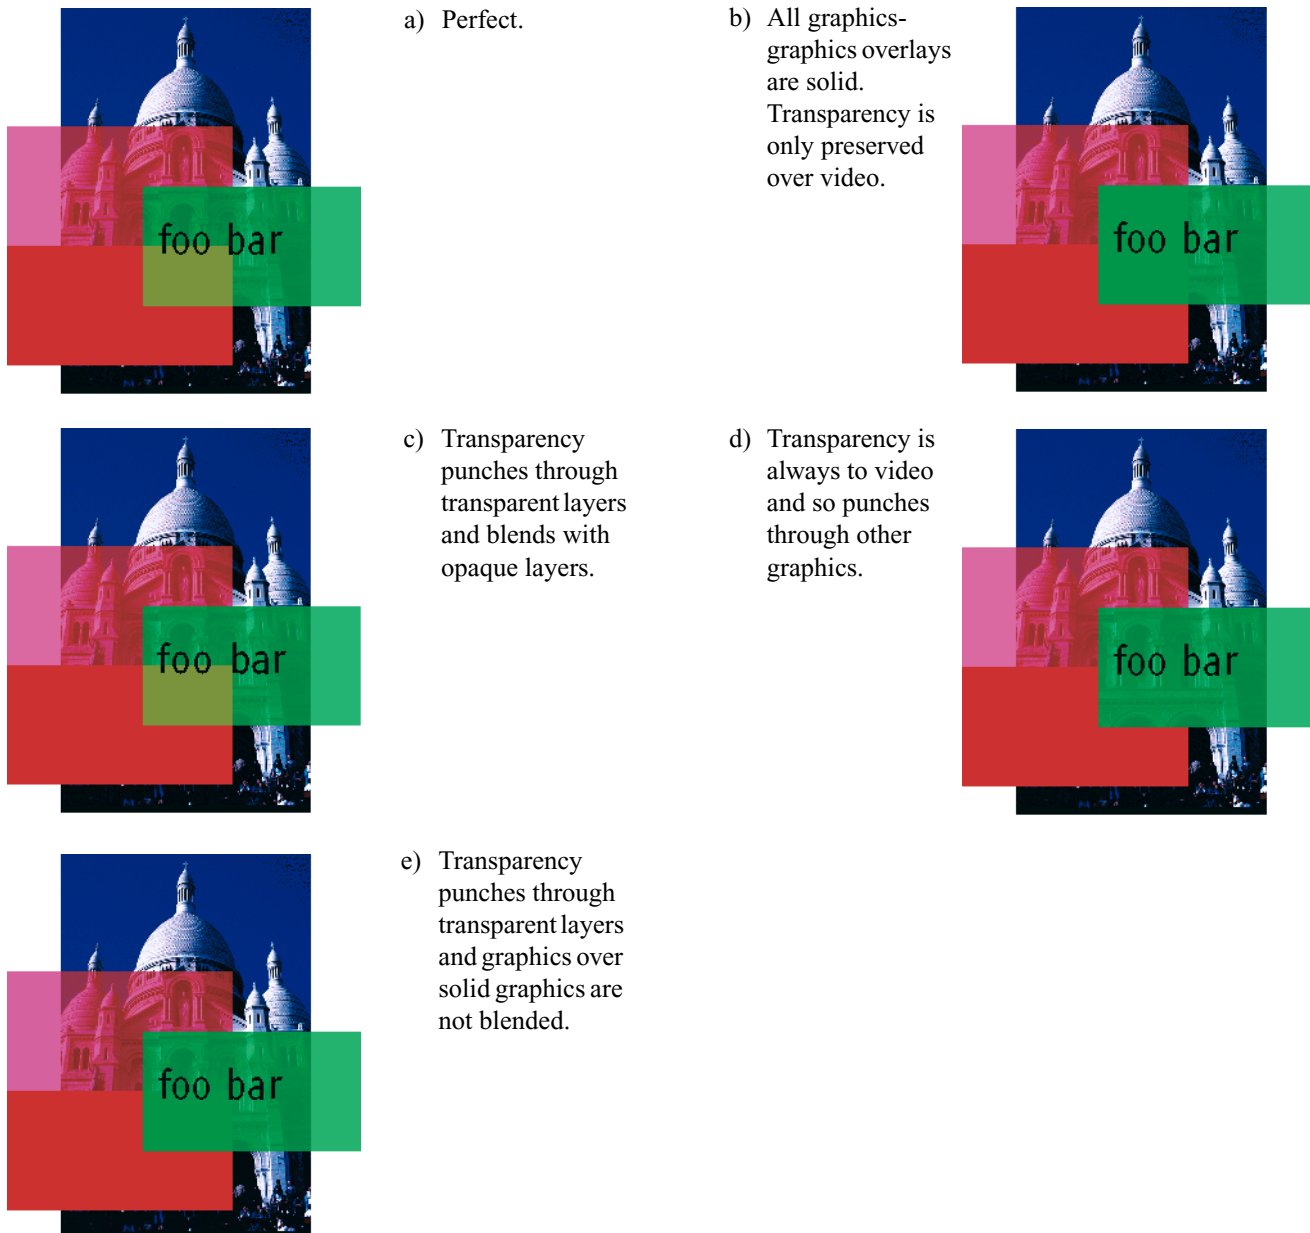 a) Perfect.
b) All graphics-
graphics overlays
are solid.
Transparency is
only preserved
over video.
foo bar
foo bar
c) Transparency
punches through
transparent layers
and blends with
opaque layers.
d) Transparency is
always to video
and so punches
through other
graphics.
foo bar
foo bar
e) Transparency
punches through
transparent layers
and graphics over
solid graphics are
not blended.
foo bar